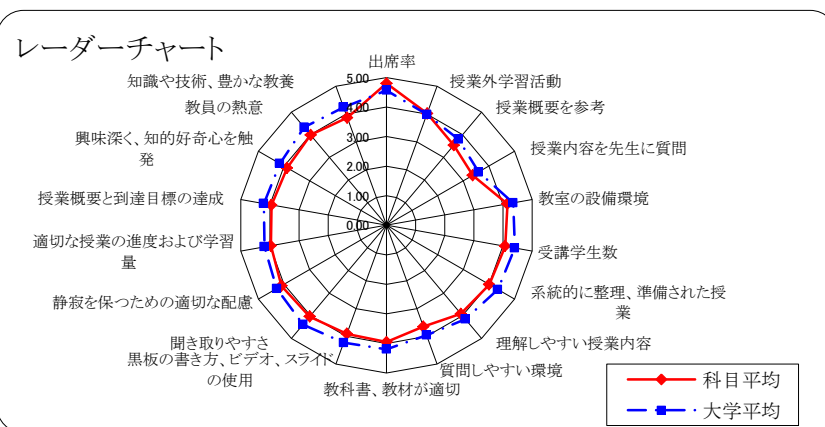 レーダーチャート
出席率
授業外学習活動
授業概要を参考
授業内容を先生に質問
教室の設備環境
受講学生数
系統的に整理、準備された授
業
理解しやすい授業内容
質問しやすい環境
教科書、教材が適切
黒板の書き方、ビデオ、スライド
の使用
聞き取りやすさ
静寂を保つための適切な配慮
適切な授業の進度および学習
量
授業概要と到達目標の達成
興味深く、知的好奇心を触
発
教員の熱意
知識や技術、豊かな教養
5.00
4.00
3.00
2.00
1.00
0.00
科目平均
大学平均